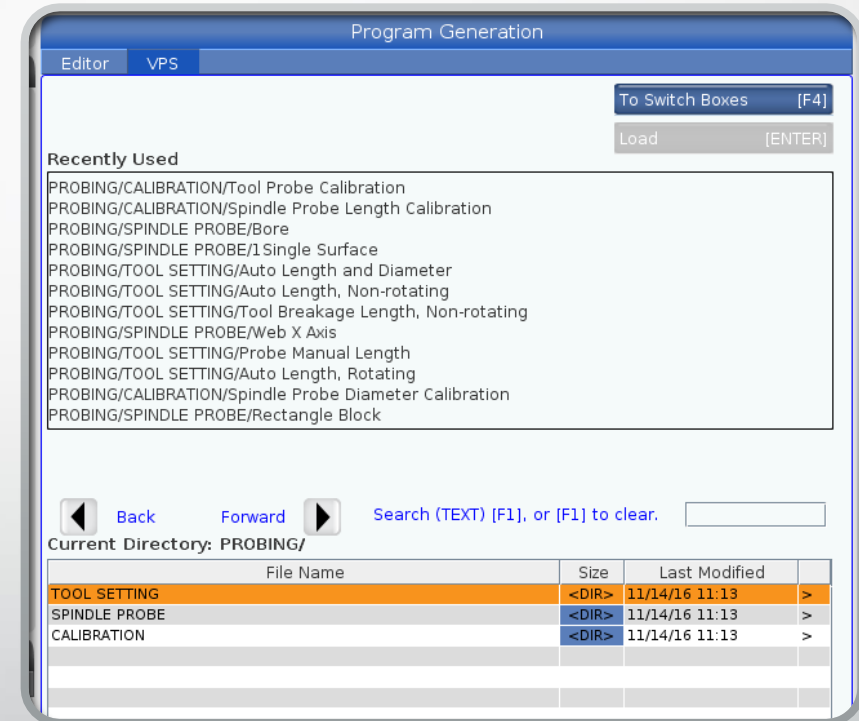 Program Generation
Editor VPS
To Switch Boxes [F4]
Load [ENTER]
Recently Used
PROBING/CALIBRATION/Tool Probe Calibration
PROBING/CALIBRATION/Spindle Probe Length Calibration
PROBING/SPINDLE PROBE/Bore
PROBING/SPINDLE PROBE/1Single Surface
PROBING/TOOL SETTING/Auto Length and Diameter
PROBING/TOOL SETTING/Auto Length, Non-rotating
PROBING/TOOL SETTING/Tool Breakage Length, Non-rotating
PROBING/SPINDLE PROBE/Web X Axis
PROBING/TOOL SETTING/Probe Manual Length
PROBING/TOOL SETTING/Auto Length, Rotating
PROBING/CALIBRATION/Spindle Probe Diameter Calibration
PROBING/SPINDLE PROBE/Rectangle Block
Back Forward Search (TEXT) [F1], or [F1] to clear.
Current Directory: PROBING/
File Name Size Last Modified
TOOL SETTING <DIR> 11/14/16 11:13 >
SPINDLE PROBE <DIR> 11/14/16 11:13 >
CALIBRATION <DIR> 11/14/16 11:13 >